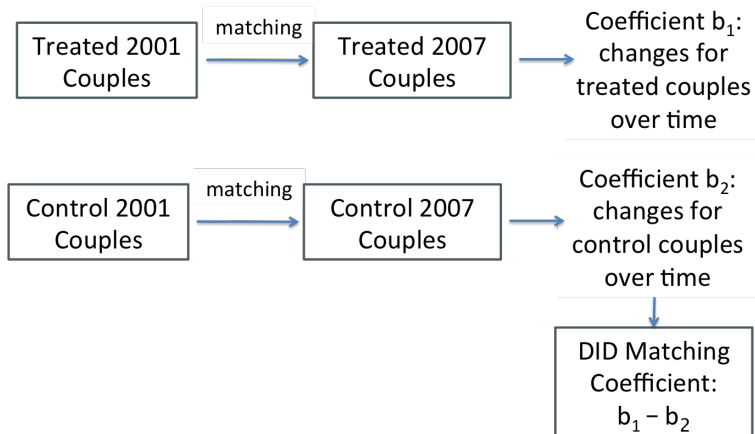 Treated 2001
Couples
matching
Treated 2007
Couples
Coefficient b₁:
changes for
treated couples
over time
Control 2001
Couples
matching
Control 2007
Couples
Coefficient b₂:
changes for
control couples
over time
DID Matching
Coefficient:
b₁ − b₂